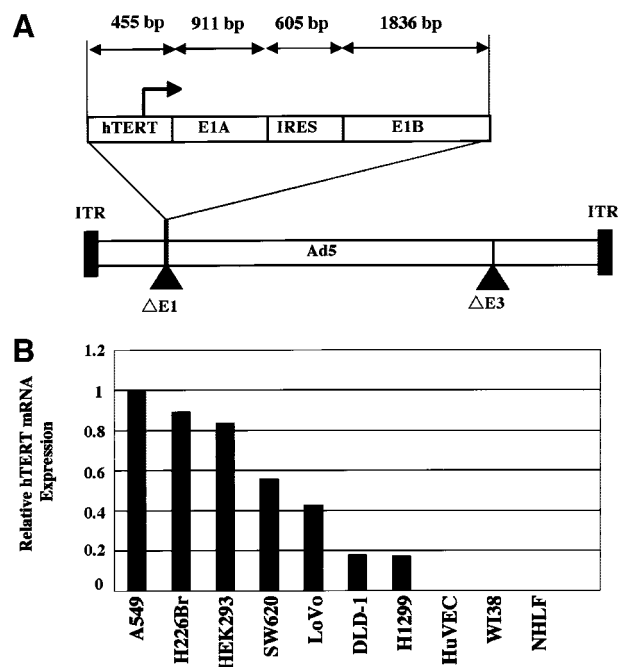 A
455 bp 911 bp 605 bp 1836 bp
hTERT E1A IRES E1B
ITR ITR
Ad5
△E1 △E3
B
Relative hTERT mRNA
Expression
1.2
1
0.8
0.6
0.4
0.2
0
A549
H226Br
HEK293
SW620
LoVo
DLD-1
H1299
HuVEC
WI38
NHLF